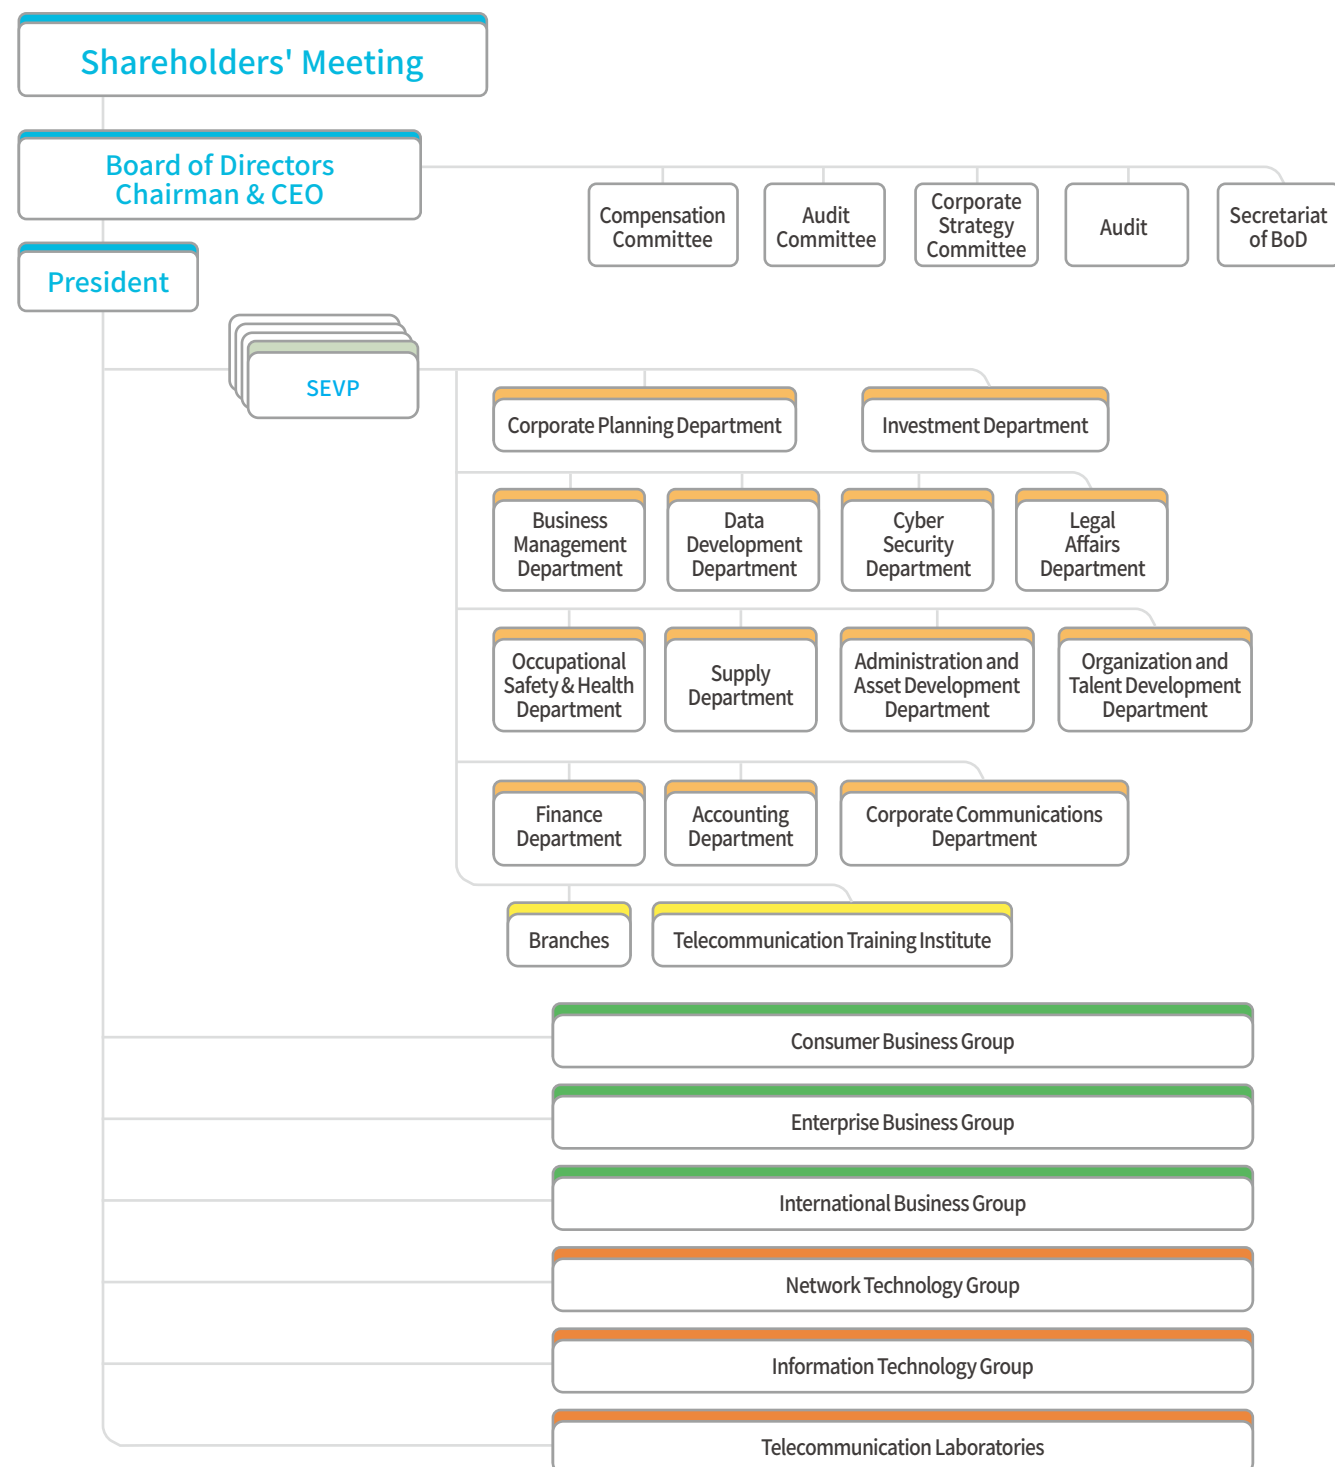 Shareholders' Meeting
Board of Directors
Chairman & CEO
Compensation
Committee
Audit
Committee
Corporate
Strategy
Committee
Audit
Secretariat
of BoD
President
SEVP
Corporate Planning Department
Investment Department
Business
Management
Department
Data
Development
Department
Cyber
Security
Department
Legal
Affairs
Department
Occupational
Safety & Health
Department
Supply
Department
Administration and
Asset Development
Department
Organization and
Talent Development
Department
Finance
Department
Accounting
Department
Corporate Communications
Department
Branches
Telecommunication Training Institute
Consumer Business Group
Enterprise Business Group
International Business Group
Network Technology Group
Information Technology Group
Telecommunication Laboratories